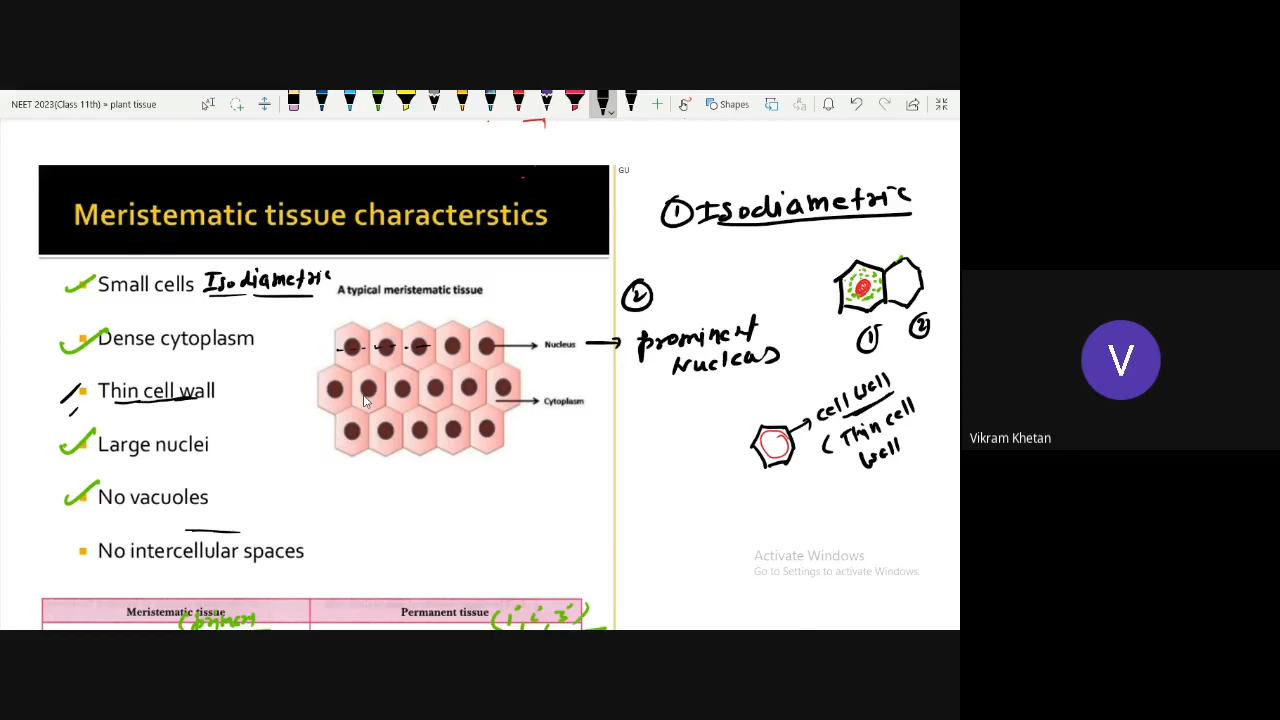 NEET 2023(Class 11th) » plant tissue
Shapes
GU
Meristematic tissue characterstics
① Isodiametric
Small cells Isodiametric
A typical meristematic tissue
Dense cytoplasm
Nucleus
②
prominent
Nucleas
① ②
Thin cell wall
Cytoplasm
cell wall
(Thin cell
wall
Large nuclei
No vacuoles
No intercellular spaces
Meristematic tissue
Permanent tissue
V
Vikram Khetan
Activate Windows
Go to Settings to activate Windows.